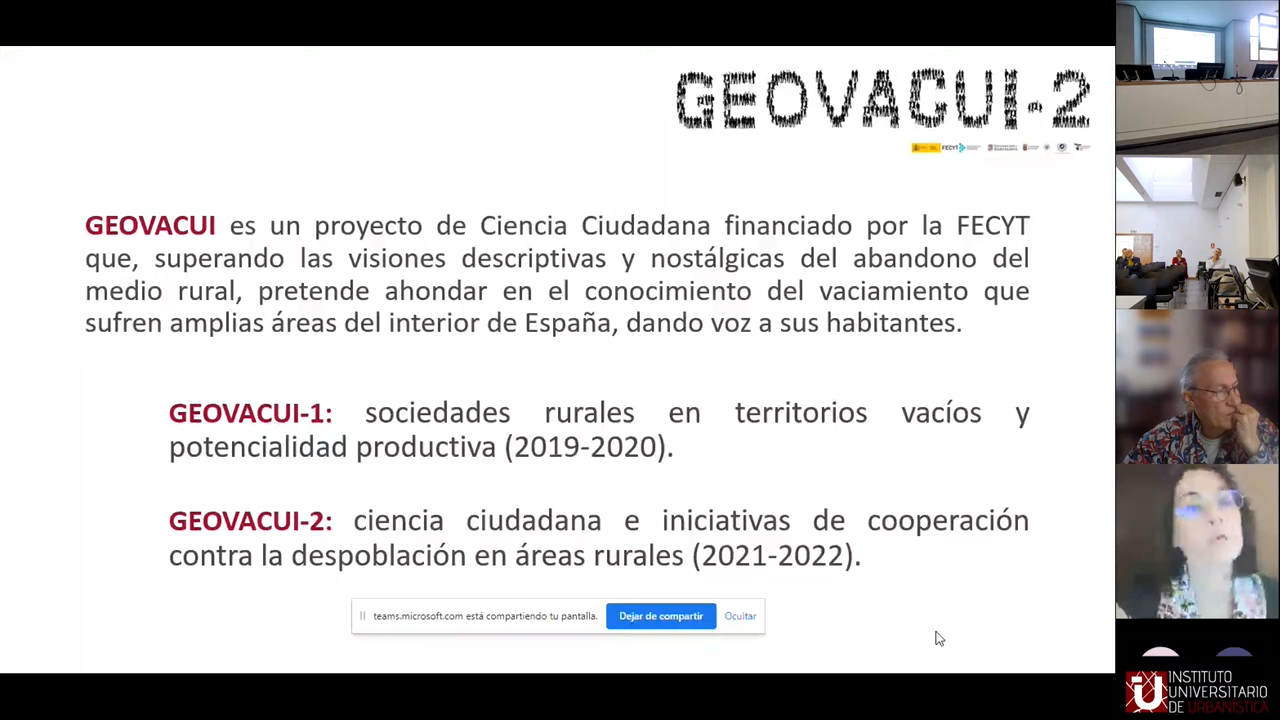 GEOVACUI-2
FECYT
GEOVACUI es un proyecto de Ciencia Ciudadana financiado por la FECYT
que, superando las visiones descriptivas y nostálgicas del abandono del
medio rural, pretende ahondar en el conocimiento del vaciamiento que
sufren amplias áreas del interior de España, dando voz a sus habitantes.
GEOVACUI-1: sociedades rurales en territorios vacíos y
potencialidad productiva (2019-2020).
GEOVACUI-2: ciencia ciudadana e iniciativas de cooperación
contra la despoblación en áreas rurales (2021-2022).
teams.microsoft.com está compartiendo tu pantalla.
Dejar de compartir
Ocultar
INSTITUTO
UNIVERSITARIO
DE URBANÍSTICA